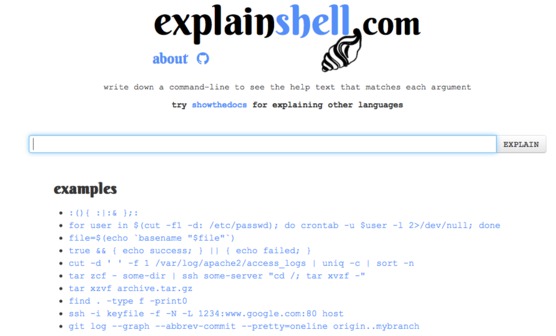 explainshell.com
about
write down a command-line to see the help text that matches each argument
try showthedocs for explaining other languages
EXPLAIN
examples
:(){ :|:& };:
for user in $(cut -f1 -d: /etc/passwd); do crontab -u $user -l 2>/dev/null; done
file=$(echo `basename "$file"`)
true && { echo success; } || { echo failed; }
cut -d ' ' -f 1 /var/log/apache2/access_logs | uniq -c | sort -n
tar zcf - some-dir | ssh some-server "cd /; tar xvzf -"
tar xzvf archive.tar.gz
find . -type f -print0
ssh -i keyfile -f -N -L 1234:www.google.com:80 host
git log --graph --abbrev-commit --pretty=oneline origin..mybranch